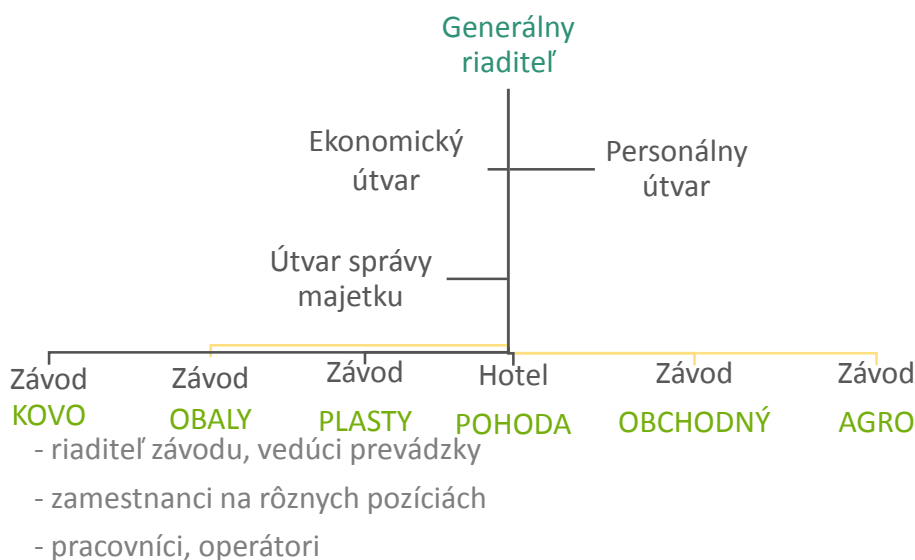 Generálny
riaditeľ
Ekonomický
útvar
Personálny
útvar
Útvar správy
majetku
Závod
KOVO
Závod
OBALY
Závod
PLASTY
Hotel
POHODA
Závod
OBCHODNÝ
Závod
AGRO
- riaditeľ závodu, vedúci prevádzky
- zamestnanci na rôznych pozíciách
- pracovníci, operátori